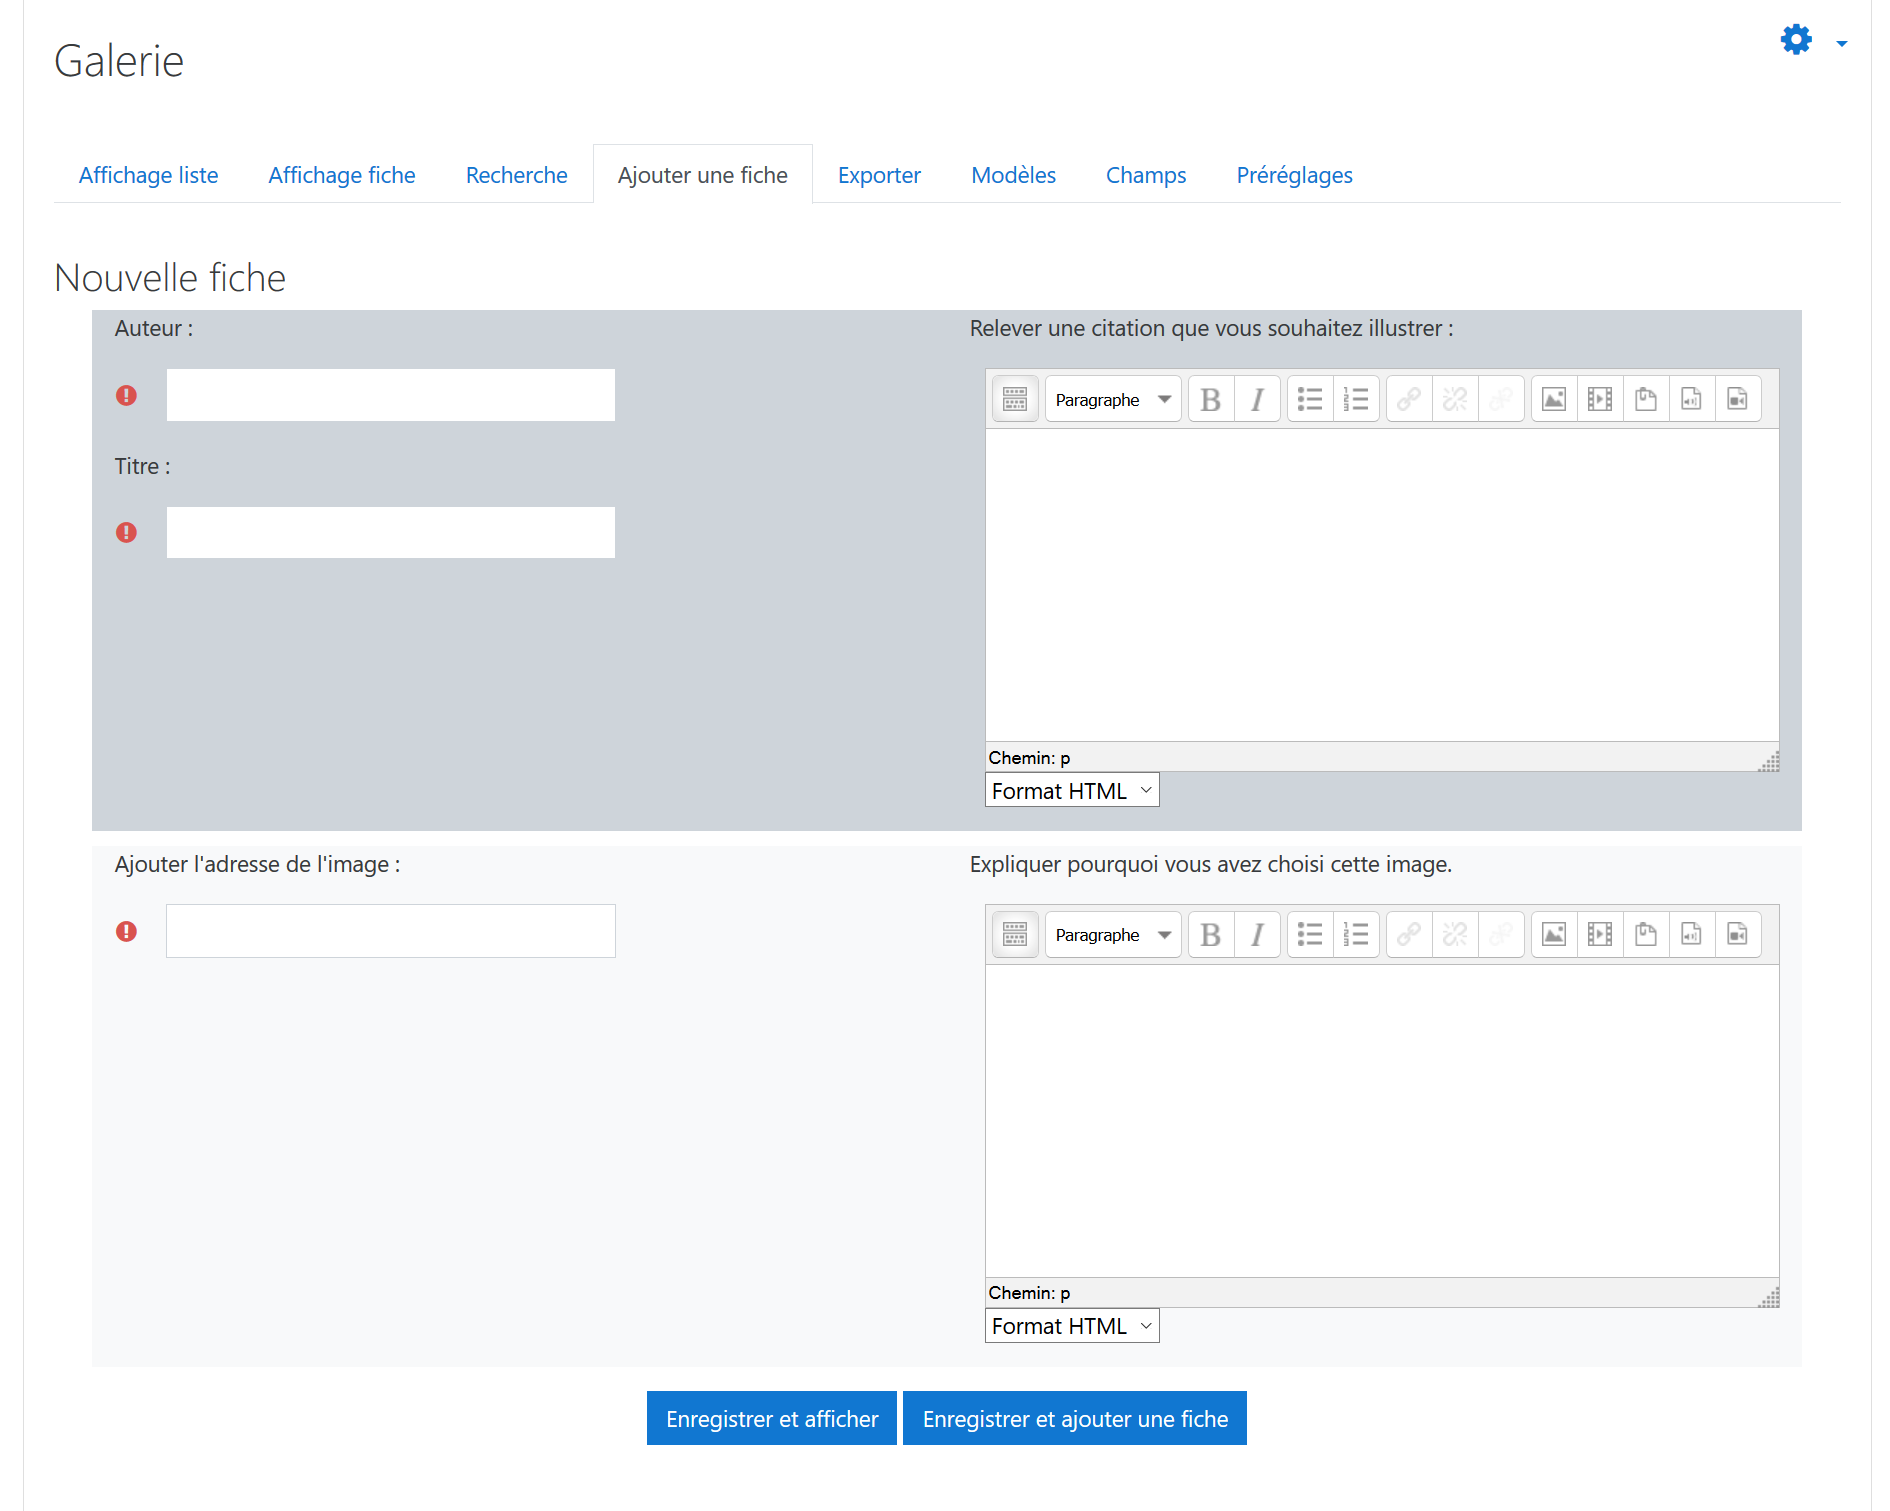 Galerie
Affichage liste
Affichage fiche
Recherche
Ajouter une fiche
Exporter
Modèles
Champs
Préréglages
Nouvelle fiche
Auteur :
Titre :
Relever une citation que vous souhaitez illustrer :
Paragraphe
B
I
Chemin: p
Format HTML
Ajouter l'adresse de l'image :
Expliquer pourquoi vous avez choisi cette image.
Paragraphe
B
I
Chemin: p
Format HTML
Enregistrer et afficher
Enregistrer et ajouter une fiche